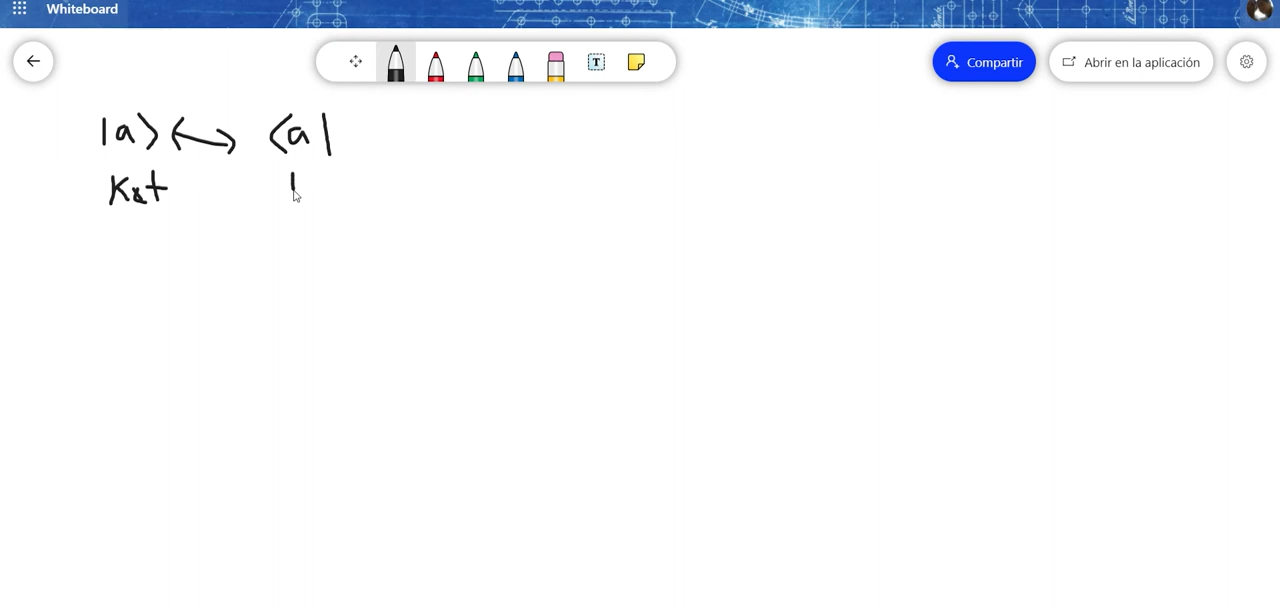 Whiteboard
T
Compartir
Abrir en la aplicación
|a⟩ ↔ ⟨a|
Ket